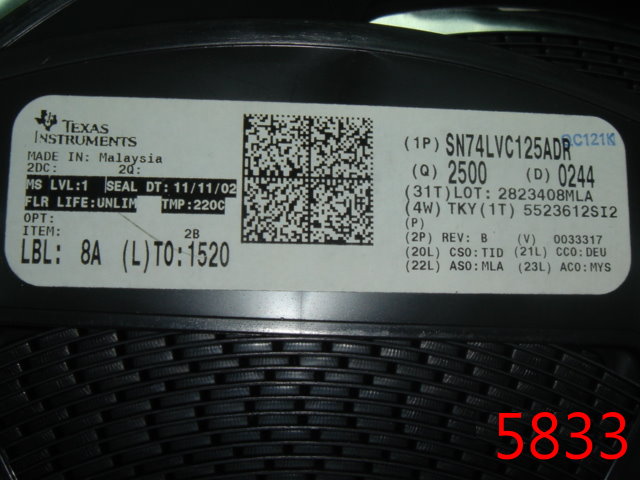 TEXAS
INSTRUMENTS
MADE IN: Malaysia
2DC: 2Q:
MS LVL:1 SEAL DT: 11/11/02
FLR LIFE:UNLIM TMP:220C
OPT:
ITEM: 2B
LBL: 8A (L)TO:1520
(1P) SN74LVC125ADR
QC121K
(Q) 2500 (D) 0244
(31T)LOT: 2823408MLA
(4W) TKY(1T) 5523612SI2
(P)
(2P) REV: B (V) 0033317
(20L) CSO:TID (21L) CCO:DEU
(22L) ASO:MLA (23L) ACO:MYS
5833